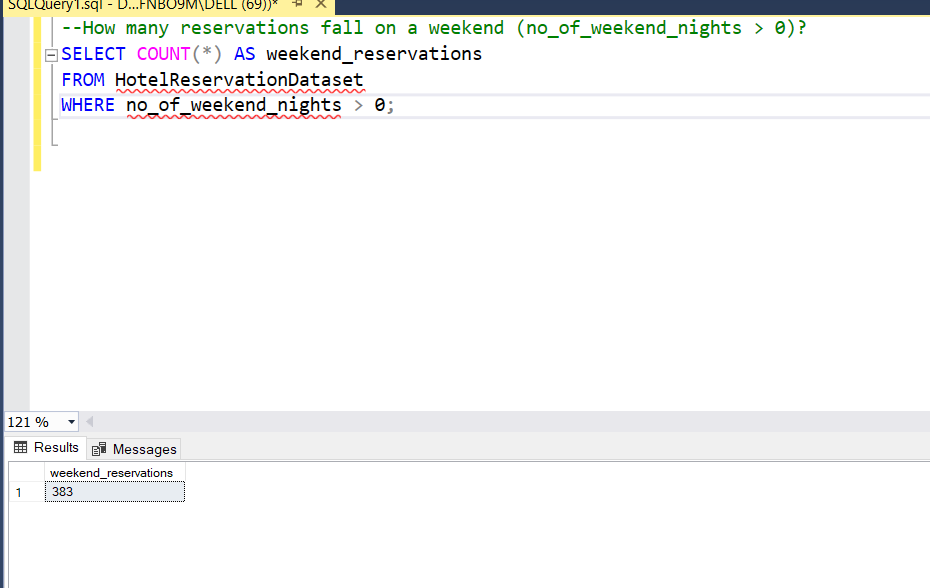 SQLQuery1.sql - D...FNBO9M\DELL (69))*
--How many reservations fall on a weekend (no_of_weekend_nights > 0)?
SELECT COUNT(*) AS weekend_reservations
FROM HotelReservationDataset
WHERE no_of_weekend_nights > 0;
121 %
Results Messages
weekend_reservations
1 383